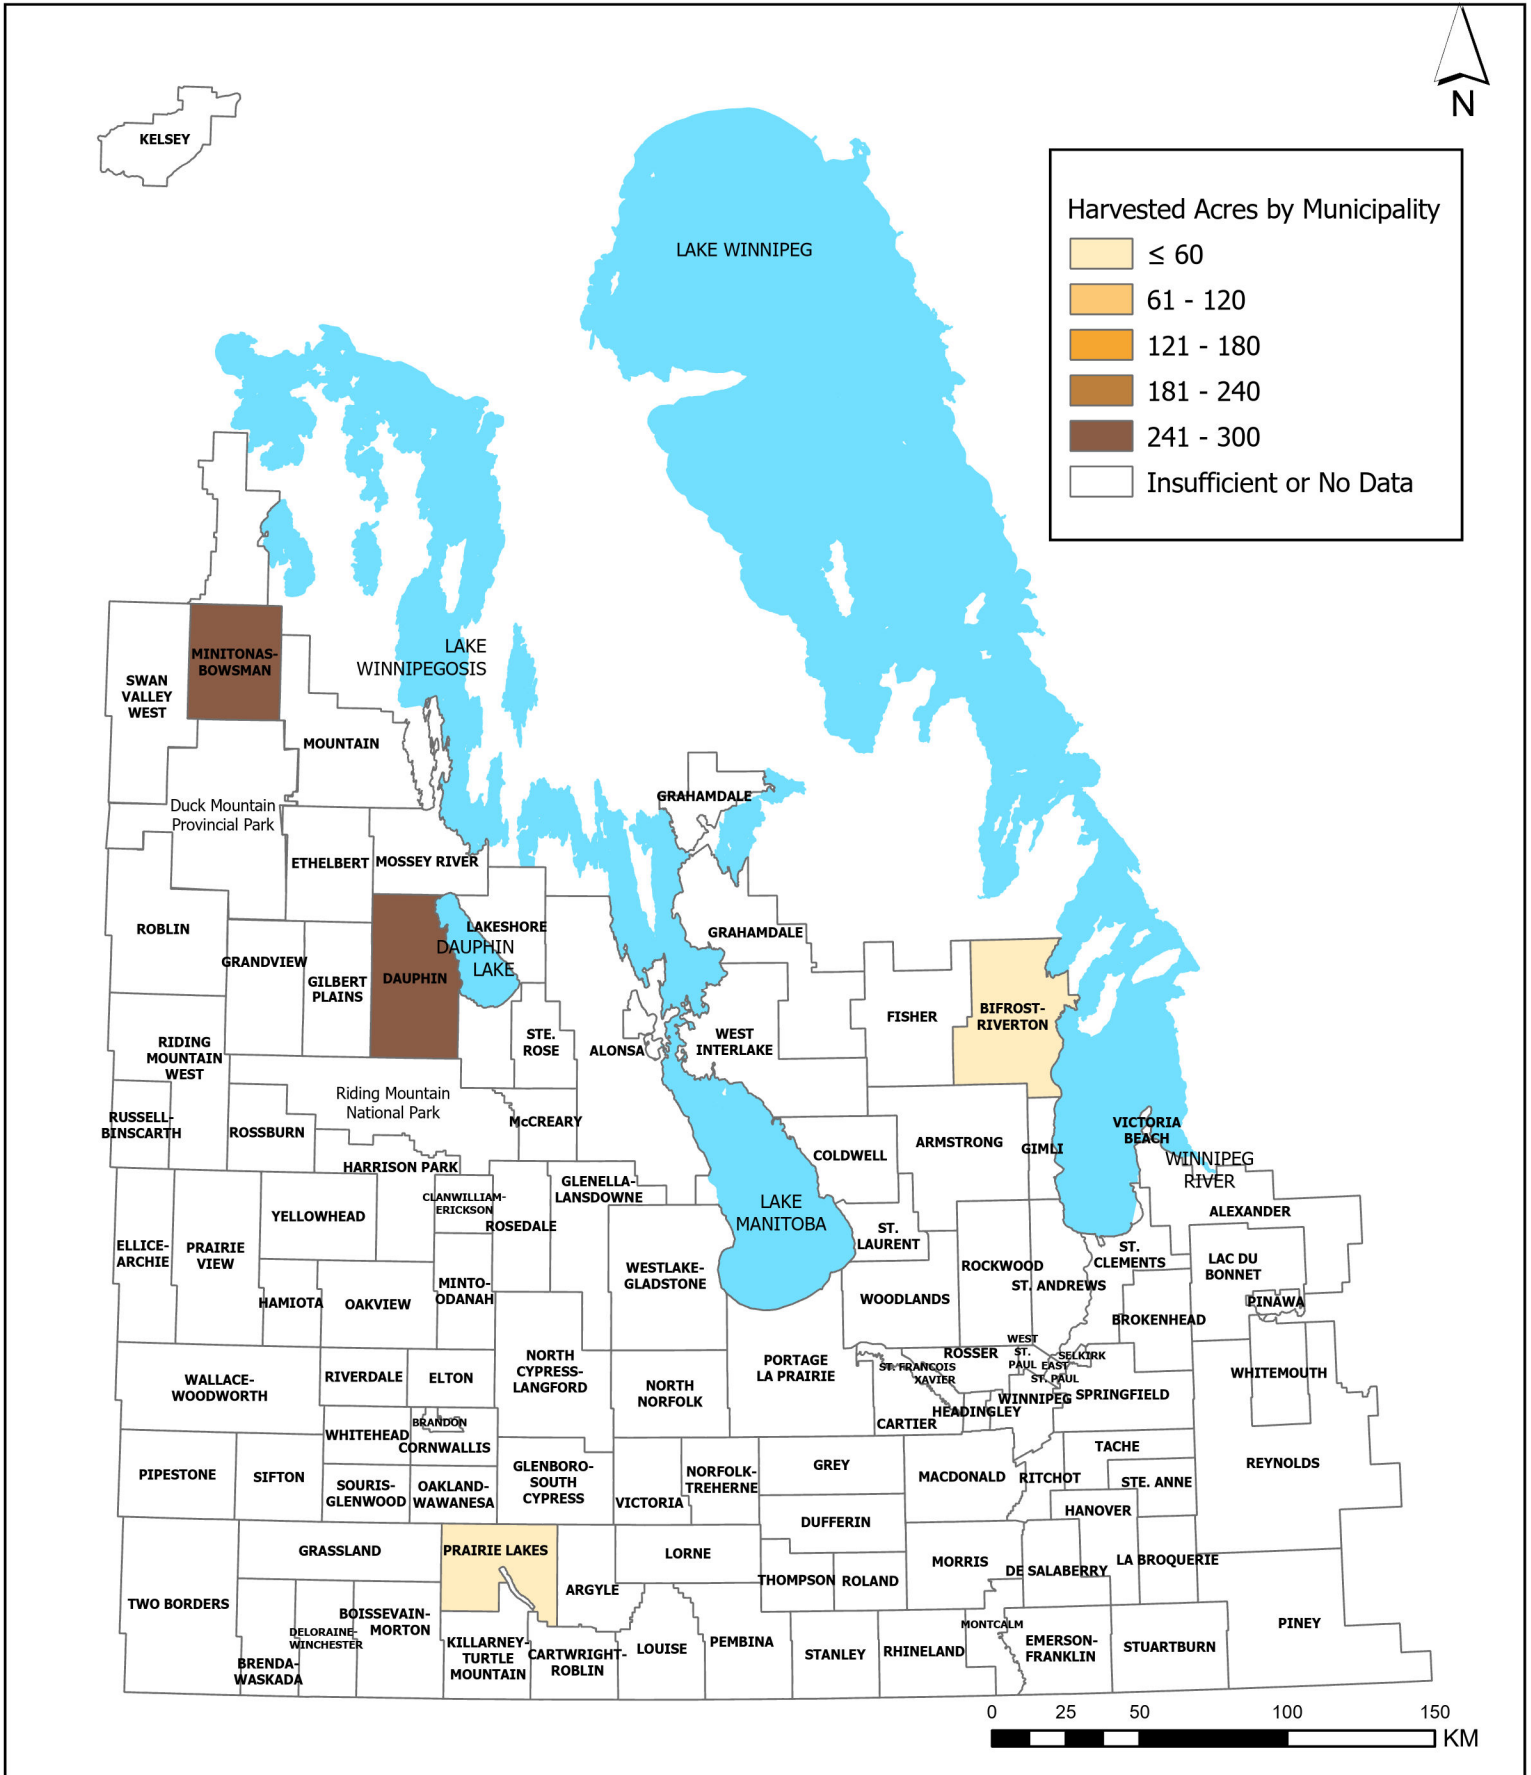 N
KELSEY
Harvested Acres by Municipality
≤ 60
61 - 120
121 - 180
181 - 240
241 - 300
Insufficient or No Data
LAKE WINNIPEG
LAKE
WINNIPEGOSIS
MINITONAS-
BOWSMAN
SWAN
VALLEY
WEST
MOUNTAIN
Duck Mountain
Provincial Park
GRAHAMDALE
ETHELBERT
MOSSEY RIVER
ROBLIN
LAKESHORE
DAUPHIN
LAKE
GRAHAMDALE
GRANDVIEW
GILBERT
PLAINS
DAUPHIN
FISHER
BIFROST-
RIVERTON
STE.
ROSE
ALONSA
WEST
INTERLAKE
RIDING
MOUNTAIN
WEST
Riding Mountain
National Park
RUSSELL-
BINSCARTH
ROSSBURN
McCREARY
HARRISON PARK
COLDWELL
ARMSTRONG
GIMLI
VICTORIA
BEACH
WINNIPEG
RIVER
CLANWILLIAM-
ERICKSON
GLENELLA-
LANSDOWNE
YELLOWHEAD
ROSEDALE
LAKE
MANITOBA
ST.
LAURENT
ALEXANDER
ELLICE-
ARCHIE
PRAIRIE
VIEW
ST.
CLEMENTS
LAC DU
BONNET
WESTLAKE-
GLADSTONE
ROCKWOOD
ST. ANDREWS
HAMIOTA
OAKVIEW
MINTO-
ODANAH
WOODLANDS
PINAWA
BROKENHEAD
NORTH
CYPRESS-
LANGFORD
PORTAGE
LA PRAIRIE
ROSSER
WEST
ST.
PAUL
SELKIRK
EAST
ST. PAUL
ST. FRANCOIS
XAVIER
WHITEMOUTH
WALLACE-
WOODWORTH
RIVERDALE
ELTON
NORTH
NORFOLK
SPRINGFIELD
WINNIPEG
HEADINGLEY
CARTIER
BRANDON
WHITEHEAD
CORNWALLIS
TACHE
PIPESTONE
SIFTON
SOURIS-
GLENWOOD
OAKLAND-
WAWANESA
GLENBORO-
SOUTH
CYPRESS
VICTORIA
NORFOLK-
TREHERNE
GREY
MACDONALD
RITCHOT
STE. ANNE
REYNOLDS
HANOVER
DUFFERIN
GRASSLAND
PRAIRIE LAKES
LORNE
MORRIS
DE SALABERRY
LA BROQUERIE
THOMPSON
ROLAND
ARGYLE
TWO BORDERS
BOISSEVAIN-
MORTON
DELORAINE-
WINCHESTER
BRENDA-
WASKADA
KILLARNEY-
TURTLE
MOUNTAIN
CARTWRIGHT-
ROBLIN
LOUISE
PEMBINA
STANLEY
RHINELAND
MONTCALM
EMERSON-
FRANKLIN
STUARTBURN
PINEY
0 25 50 100 150
KM